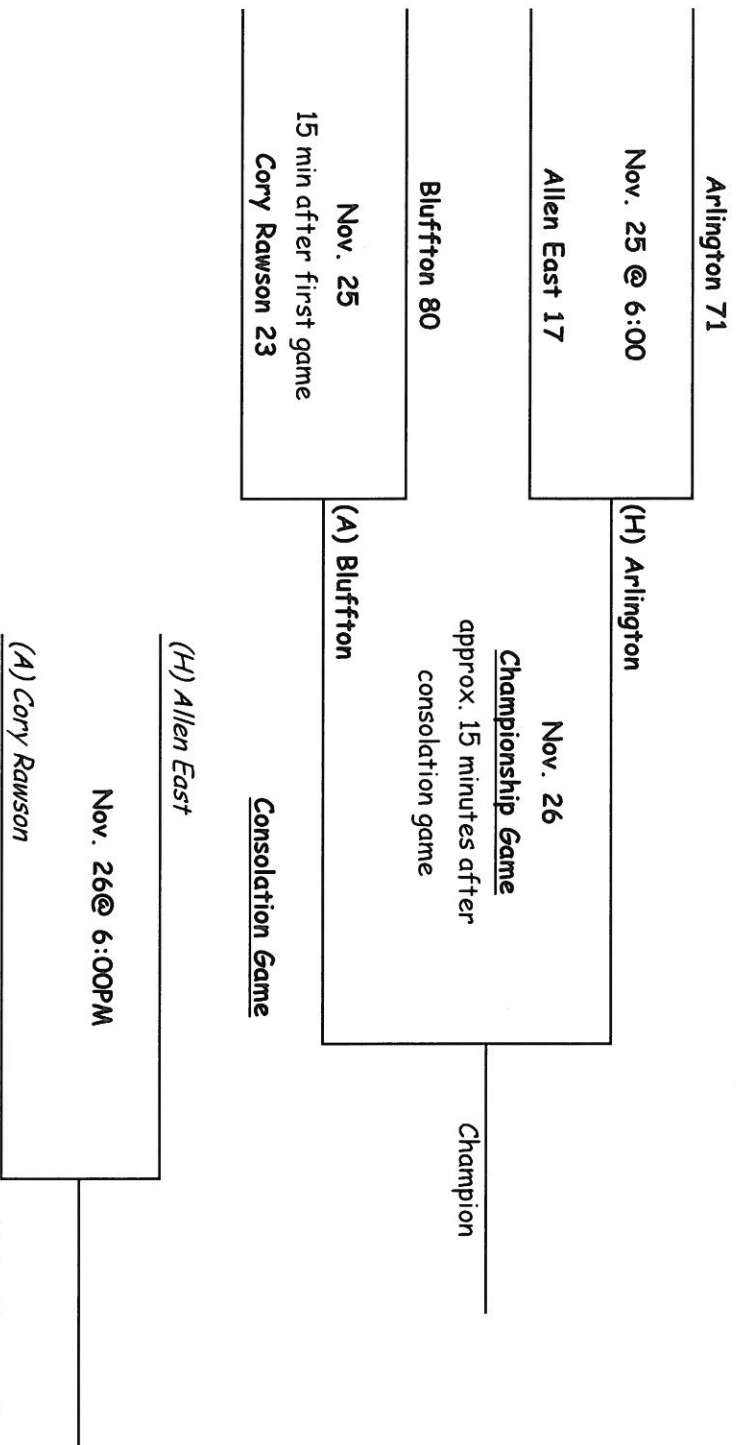 Arlington 71
Nov. 25 @ 6:00
Allen East 17
(H) Arlington
Bluffton 80
Nov. 25
15 min after first game
Cory Rawson 23
(A) Bluffton
Nov. 26
Championship Game
approx. 15 minutes after
consolation game
Champion
Consolation Game
(H) Allen East
Nov. 26@ 6:00PM
(A) Cory Rawson